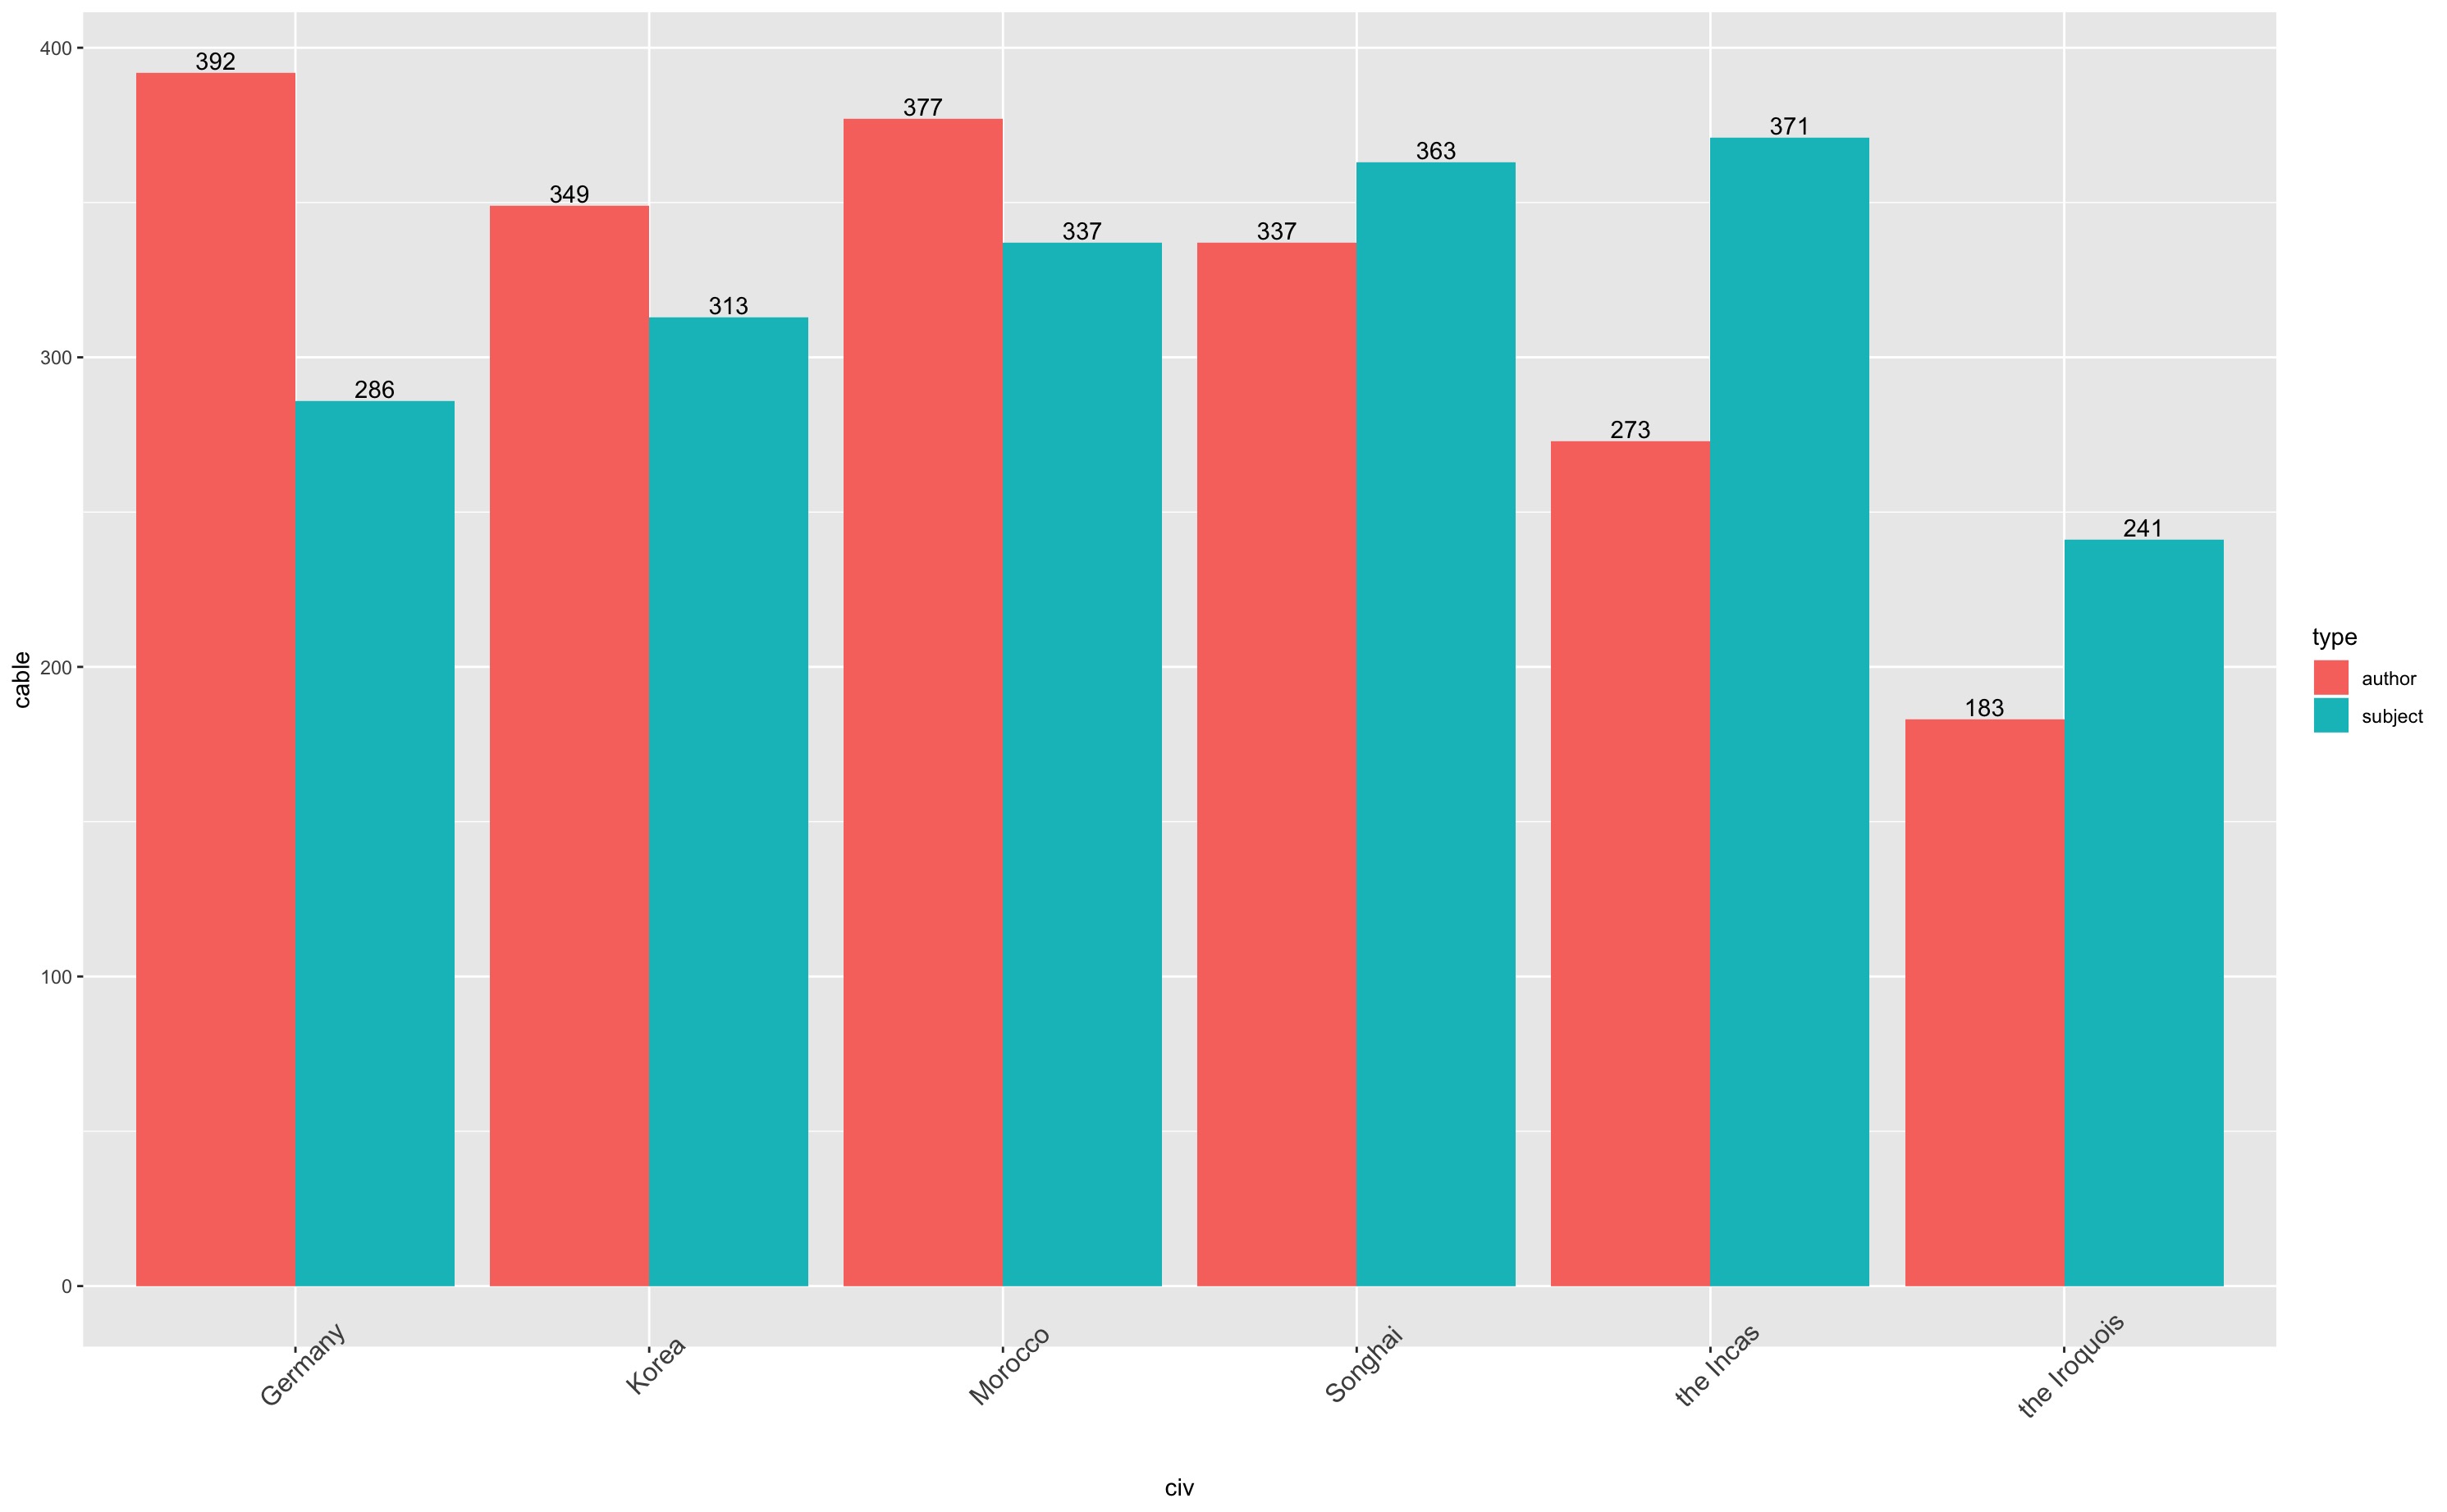 400
300
200
100
0
cable
392
286
349
313
377
337
337
363
273
371
183
241
Germany
Korea
Morocco
Songhai
the Incas
the Iroquois
civ
type
author
subject